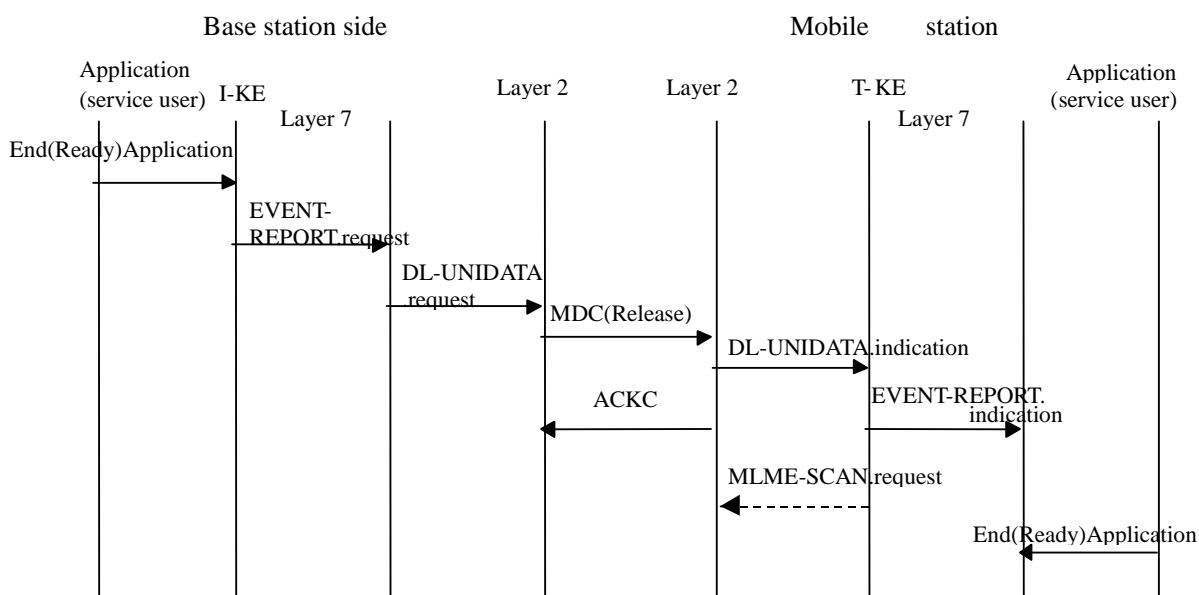 Base station side
Mobile station
Application
(service user)
I-KE
Layer 7
Layer 2
Layer 2
T- KE
Layer 7
Application
(service user)
End(Ready)Application
EVENT-
REPORT.request
DL-UNIDATA
.request
MDC(Release)
DL-UNIDATA.indication
ACKC
EVENT-REPORT.
indication
MLME-SCAN.request
End(Ready)Application